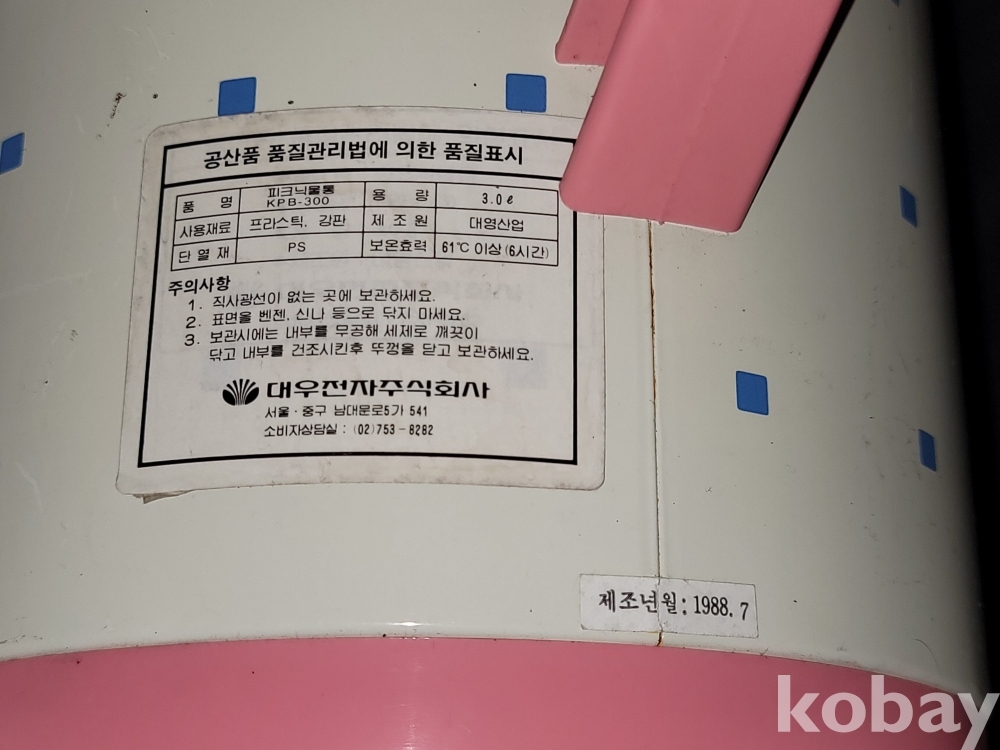 공산품 품질관리법에 의한 품질표시
품 명 피크닉물통 KPB-300 용 량 3.0ℓ
사용재료 프라스틱, 강판 제조원 대영산업
단열재 PS 보온효력 61℃ 이상 (6시간)
주의사항
1. 직사광선이 없는 곳에 보관하세요.
2. 표면을 벤젠, 신나 등으로 닦지 마세요.
3. 보관시에는 내부를 무공해 세제로 깨끗이
닦고 내부를 건조시킨후 뚜껑을 닫고 보관하세요.
대우전자주식회사
서울·중구 남대문로5가 541
소비자상담실 : (02)753-8282
제조년월: 1988. 7
kobay